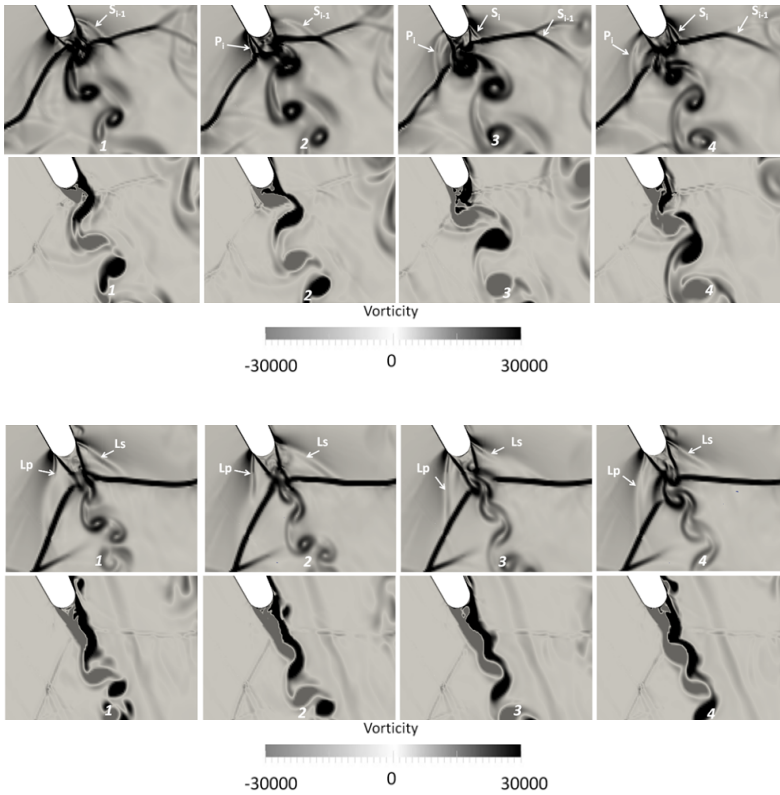 S_{i-1}
P_i
S_{i-1}
P_i
S_i
S_{i-1}
P_i
S_i
S_{i-1}
1
2
3
4
1
2
3
4
Vorticity
-30000
0
30000
Lp
Ls
Lp
Ls
Lp
Ls
Lp
Ls
1
2
3
4
1
2
3
4
Vorticity
-30000
0
30000